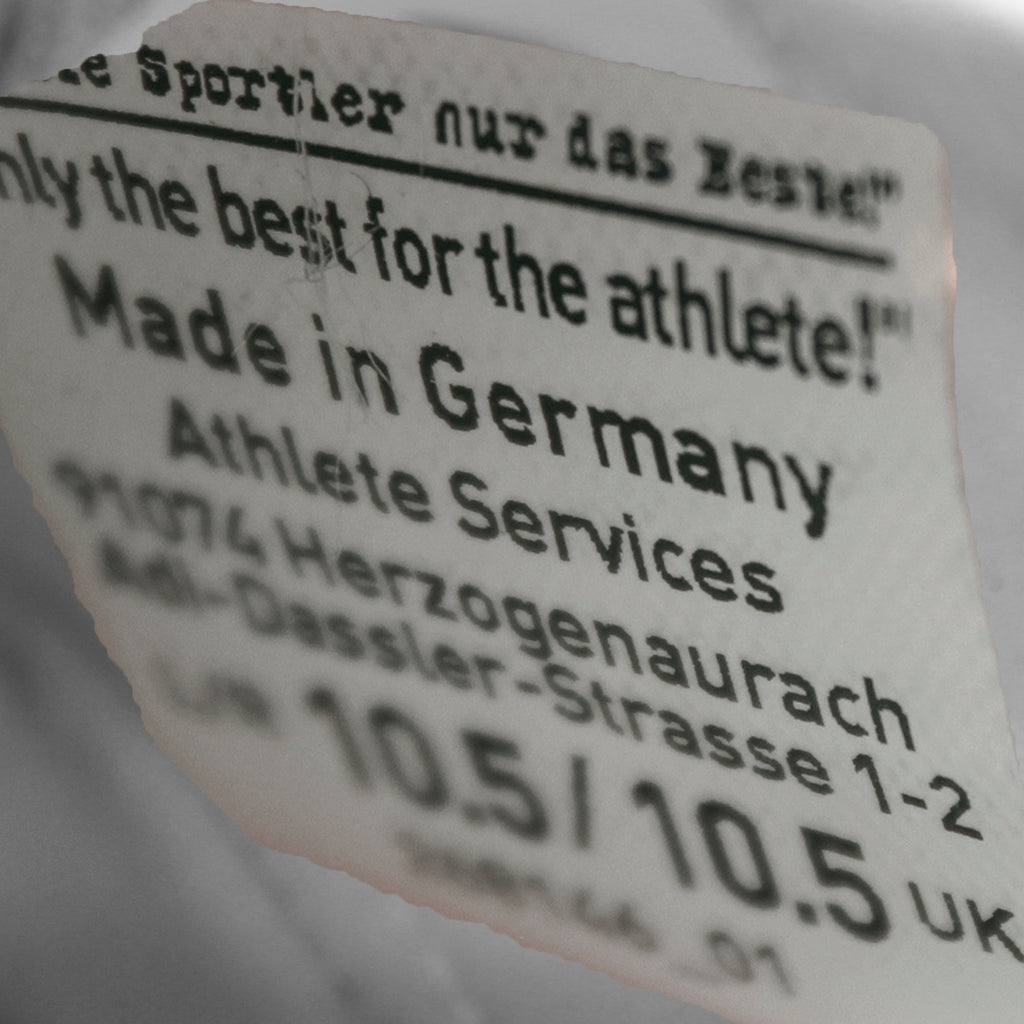 Sportler nur das Beste!"
nly the best for the athlete!"
Made in Germany
Athlete Services
91074 Herzogenaurach
Adi-Dassler-Strasse 1-2
10.5 / 10.5 UK